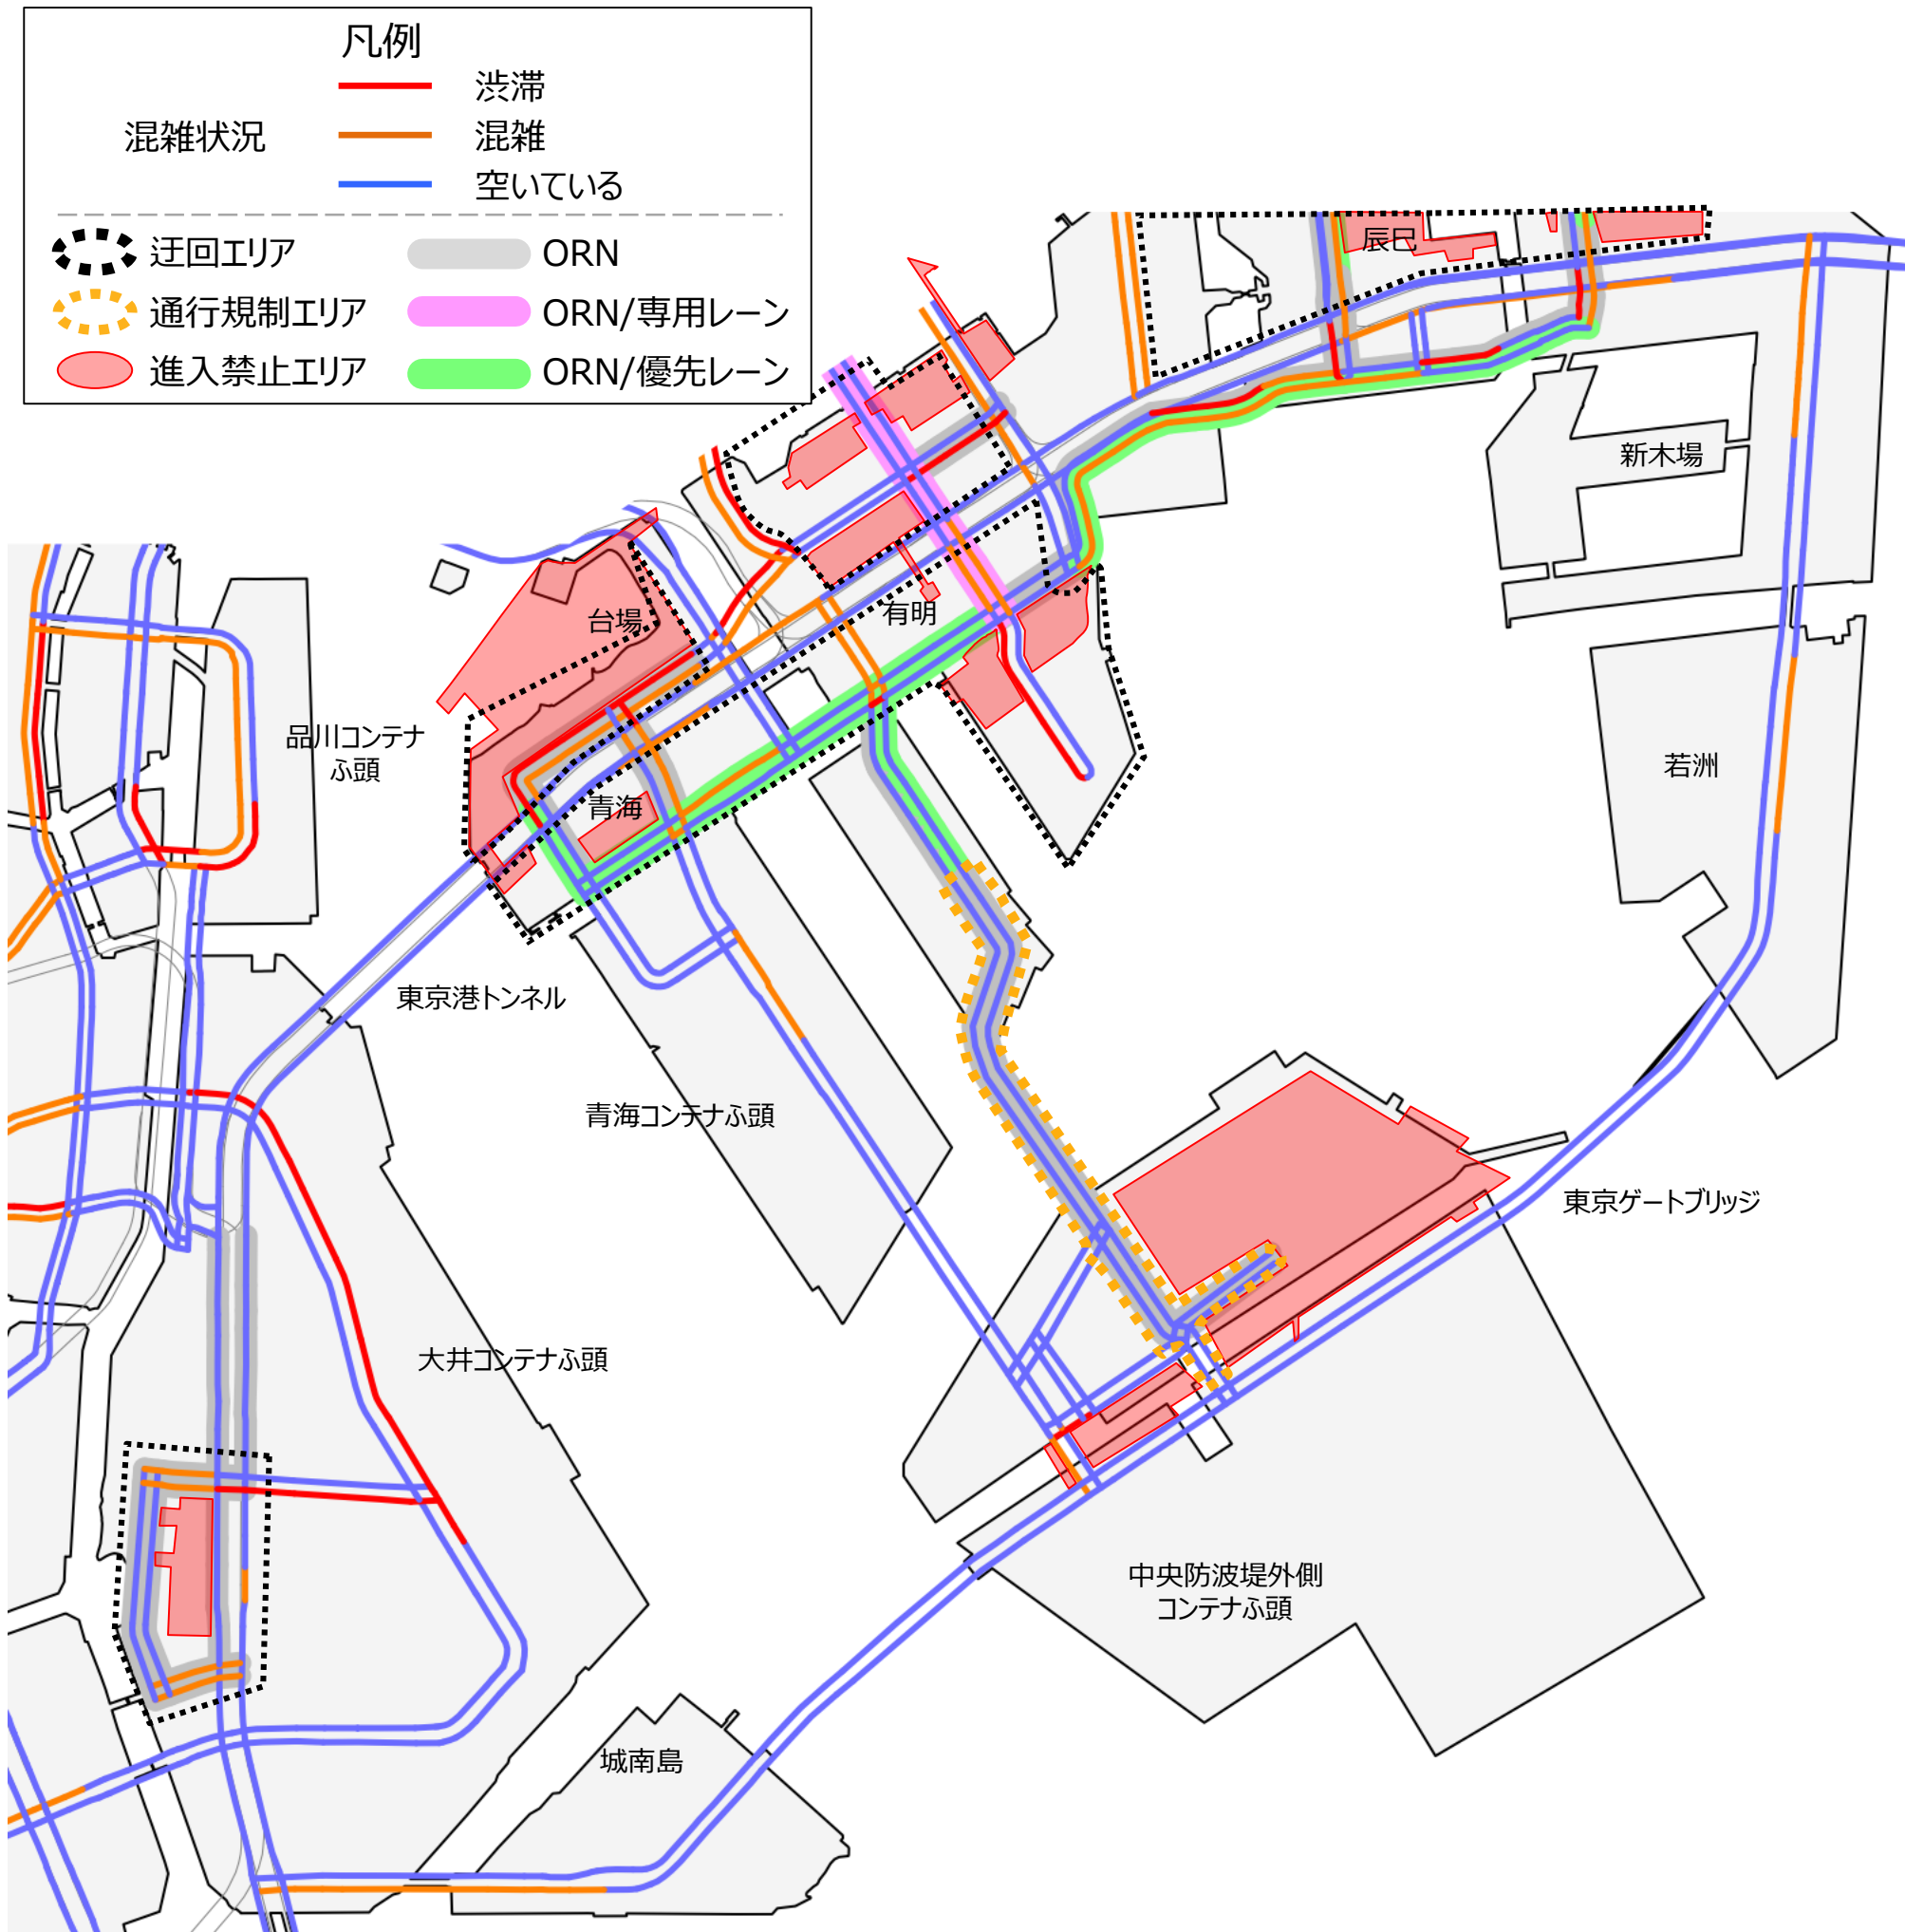 凡例
混雑状況
渋滞
混雑
空いている
迂回エリア
ORN
通行規制エリア
ORN/専用レーン
進入禁止エリア
ORN/優先レーン
辰巳
新木場
台場
有明
品川コンテナ
ふ頭
若洲
青海
東京港トンネル
青海コンテナふ頭
東京ゲートブリッジ
大井コンテナふ頭
中央防波堤外側
コンテナふ頭
城南島